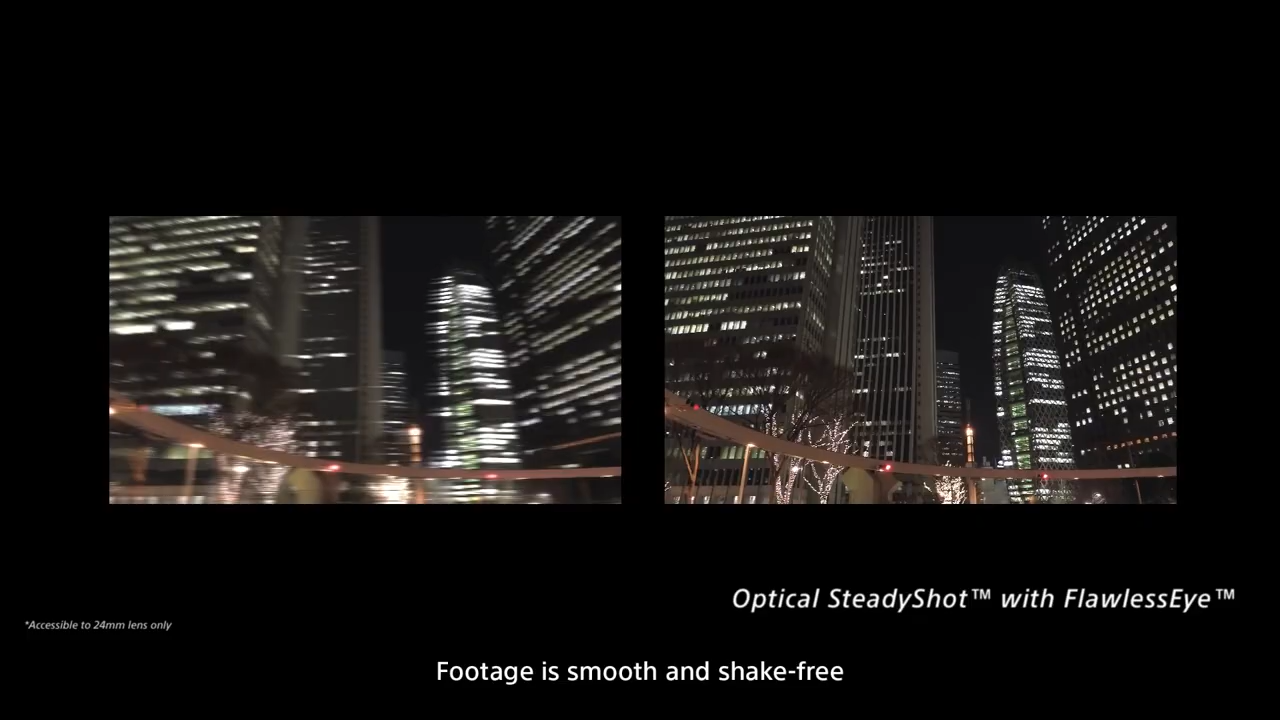 Optical SteadyShot™ with FlawlessEye™
*Accessible to 24mm lens only
Footage is smooth and shake-free